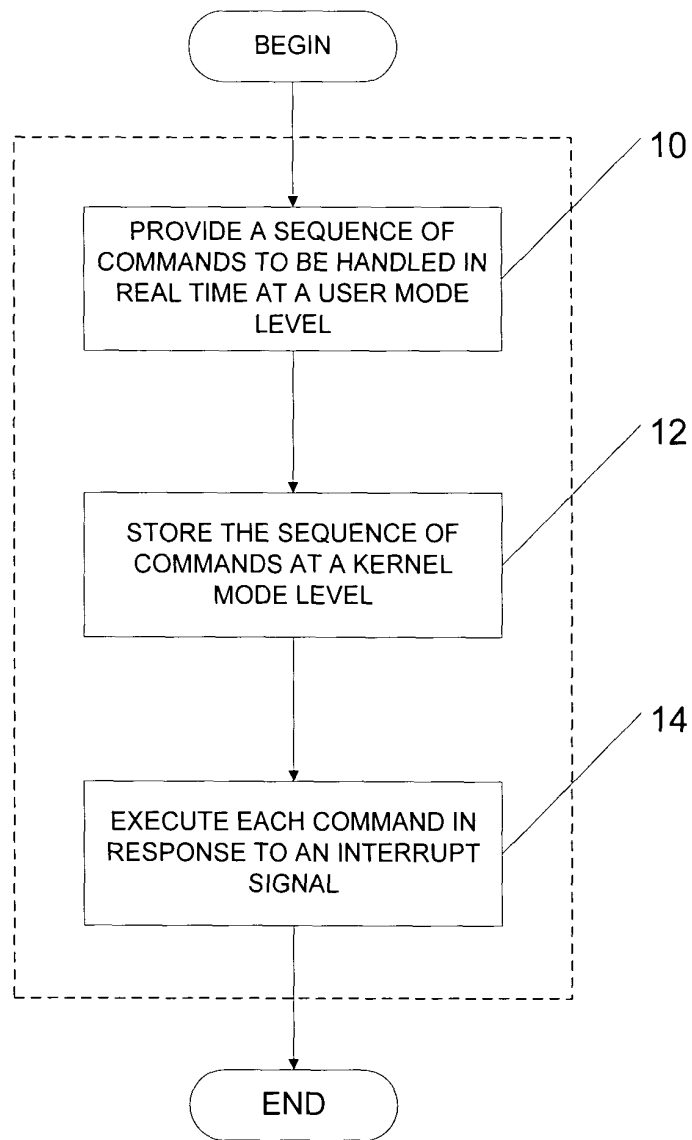 BEGIN
10
PROVIDE A SEQUENCE OF
COMMANDS TO BE HANDLED IN
REAL TIME AT A USER MODE
LEVEL
12
STORE THE SEQUENCE OF
COMMANDS AT A KERNEL
MODE LEVEL
14
EXECUTE EACH COMMAND IN
RESPONSE TO AN INTERRUPT
SIGNAL
END